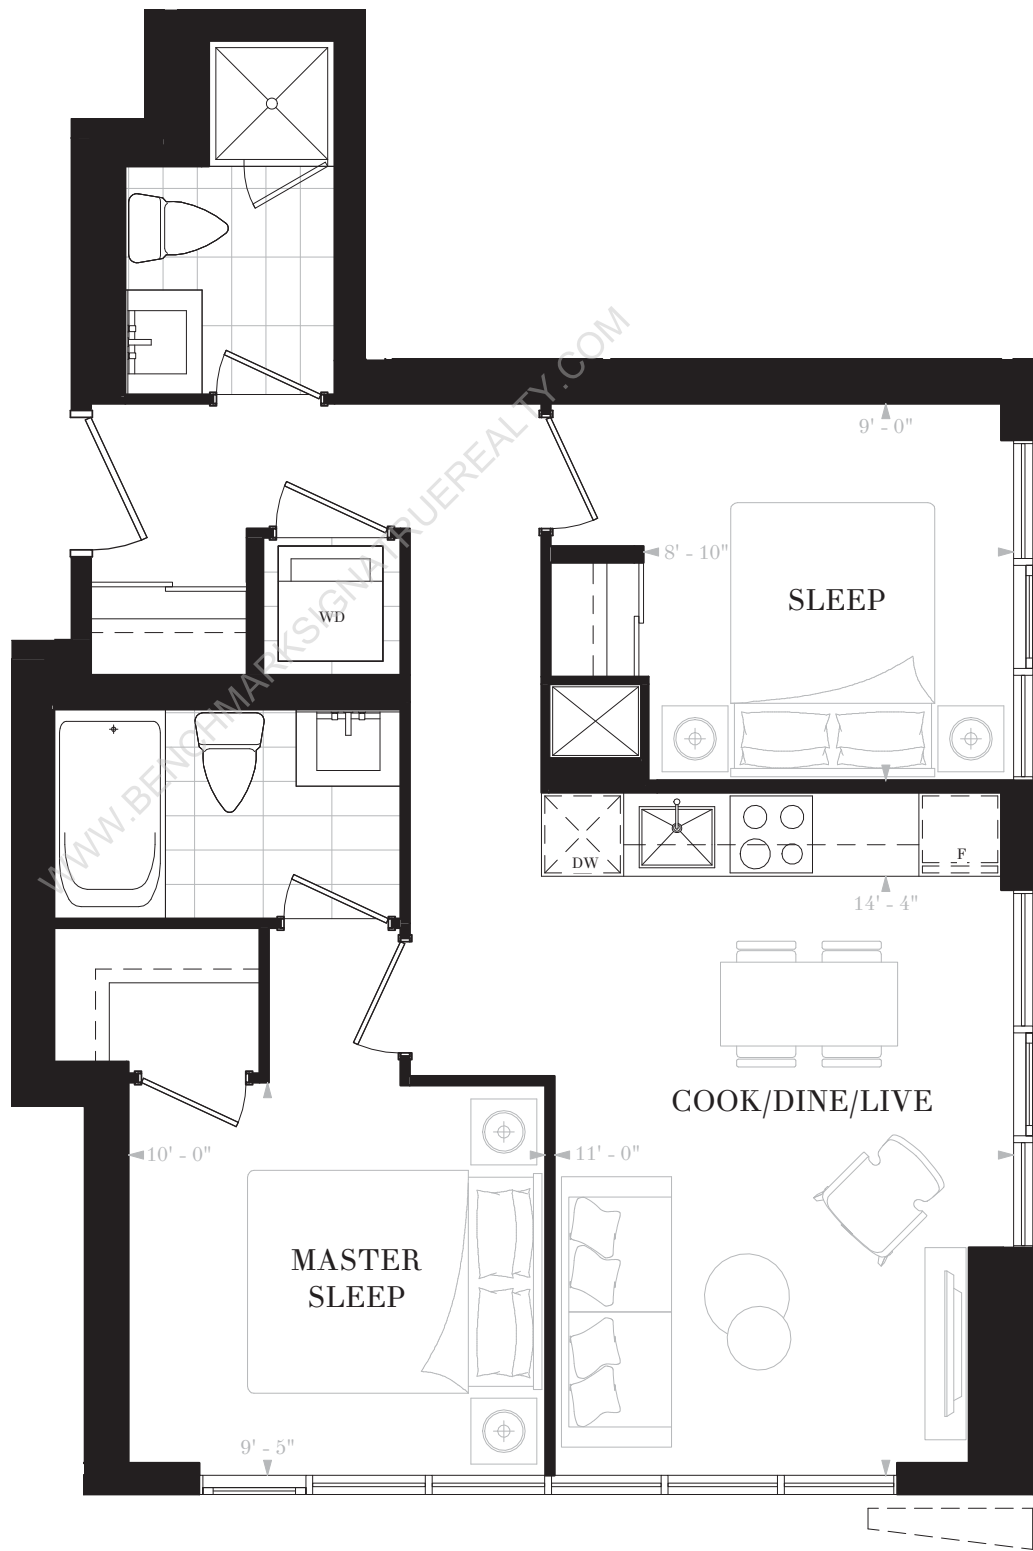 9' - 0"
8' - 10"
SLEEP
WD
WWW.BENCHMARKSIGNATRUEREALTY.COM
DW
F
14' - 4"
COOK/DINE/LIVE
10' - 0"
11' - 0"
MASTER
SLEEP
9' - 5"